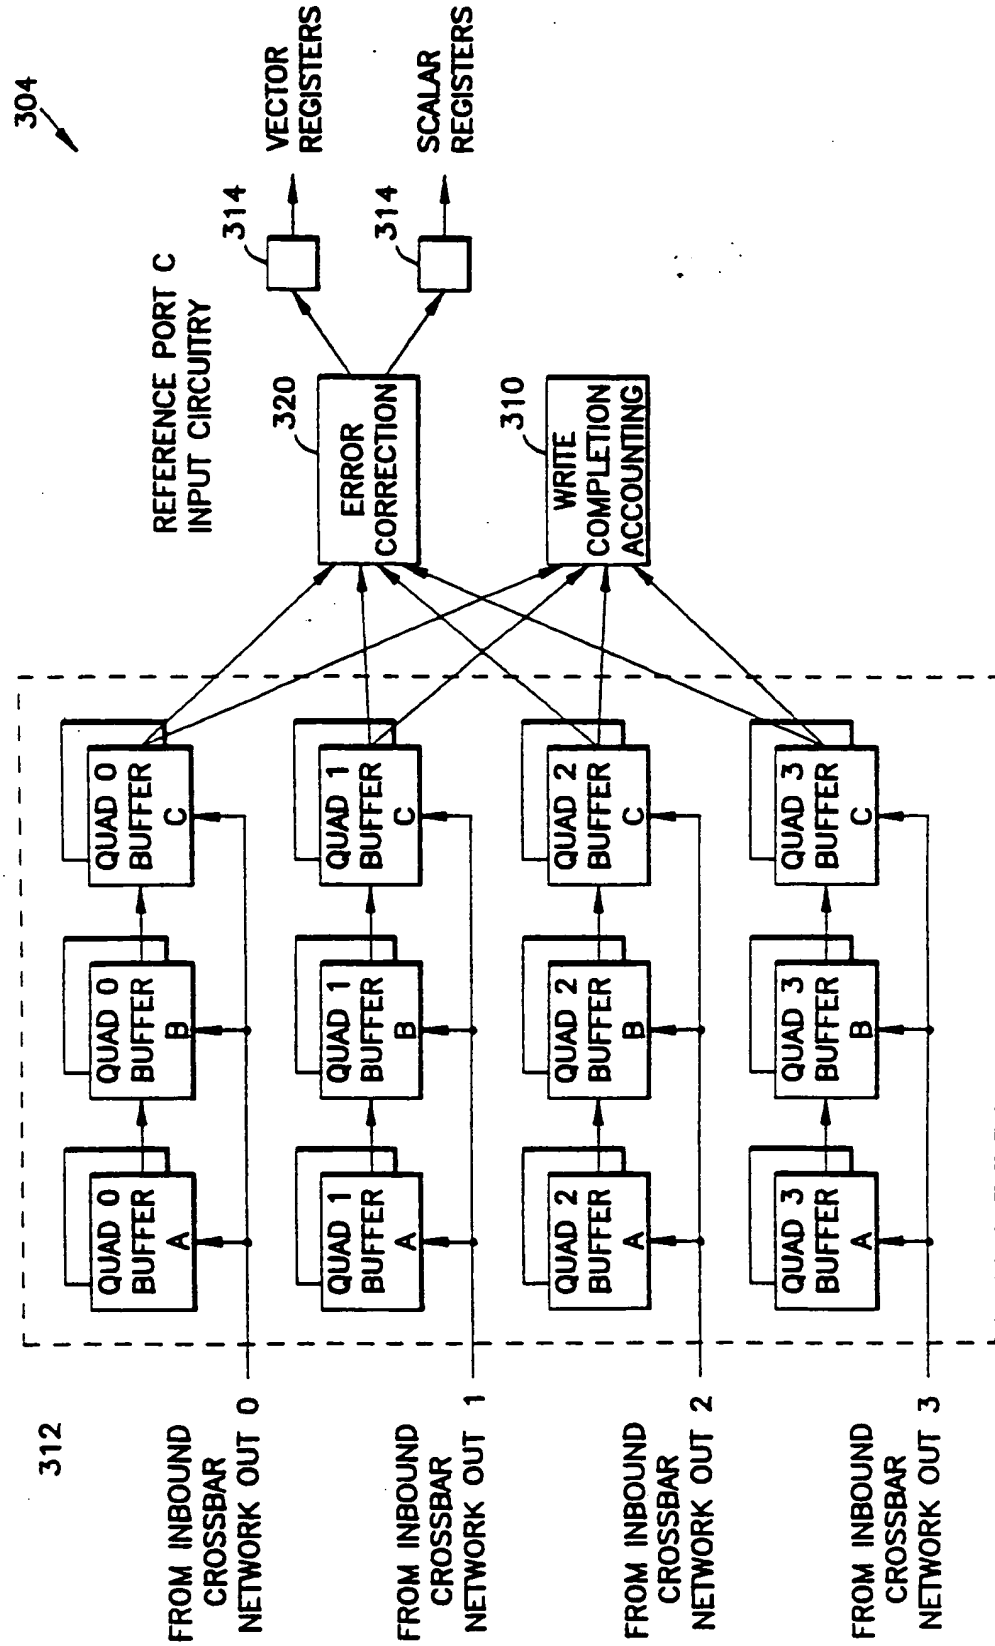 304
REFERENCE PORT C
INPUT CIRCUITRY
312
FROM INBOUND
CROSSBAR
NETWORK OUT 0
QUAD 0
BUFFER
A
QUAD 0
BUFFER
B
QUAD 0
BUFFER
C
FROM INBOUND
CROSSBAR
NETWORK OUT 1
QUAD 1
BUFFER
A
QUAD 1
BUFFER
B
QUAD 1
BUFFER
C
FROM INBOUND
CROSSBAR
NETWORK OUT 2
QUAD 2
BUFFER
A
QUAD 2
BUFFER
B
QUAD 2
BUFFER
C
FROM INBOUND
CROSSBAR
NETWORK OUT 3
QUAD 3
BUFFER
A
QUAD 3
BUFFER
B
QUAD 3
BUFFER
C
320
ERROR
CORRECTION
310
WRITE
COMPLETION
ACCOUNTING
314
VECTOR
REGISTERS
314
SCALAR
REGISTERS